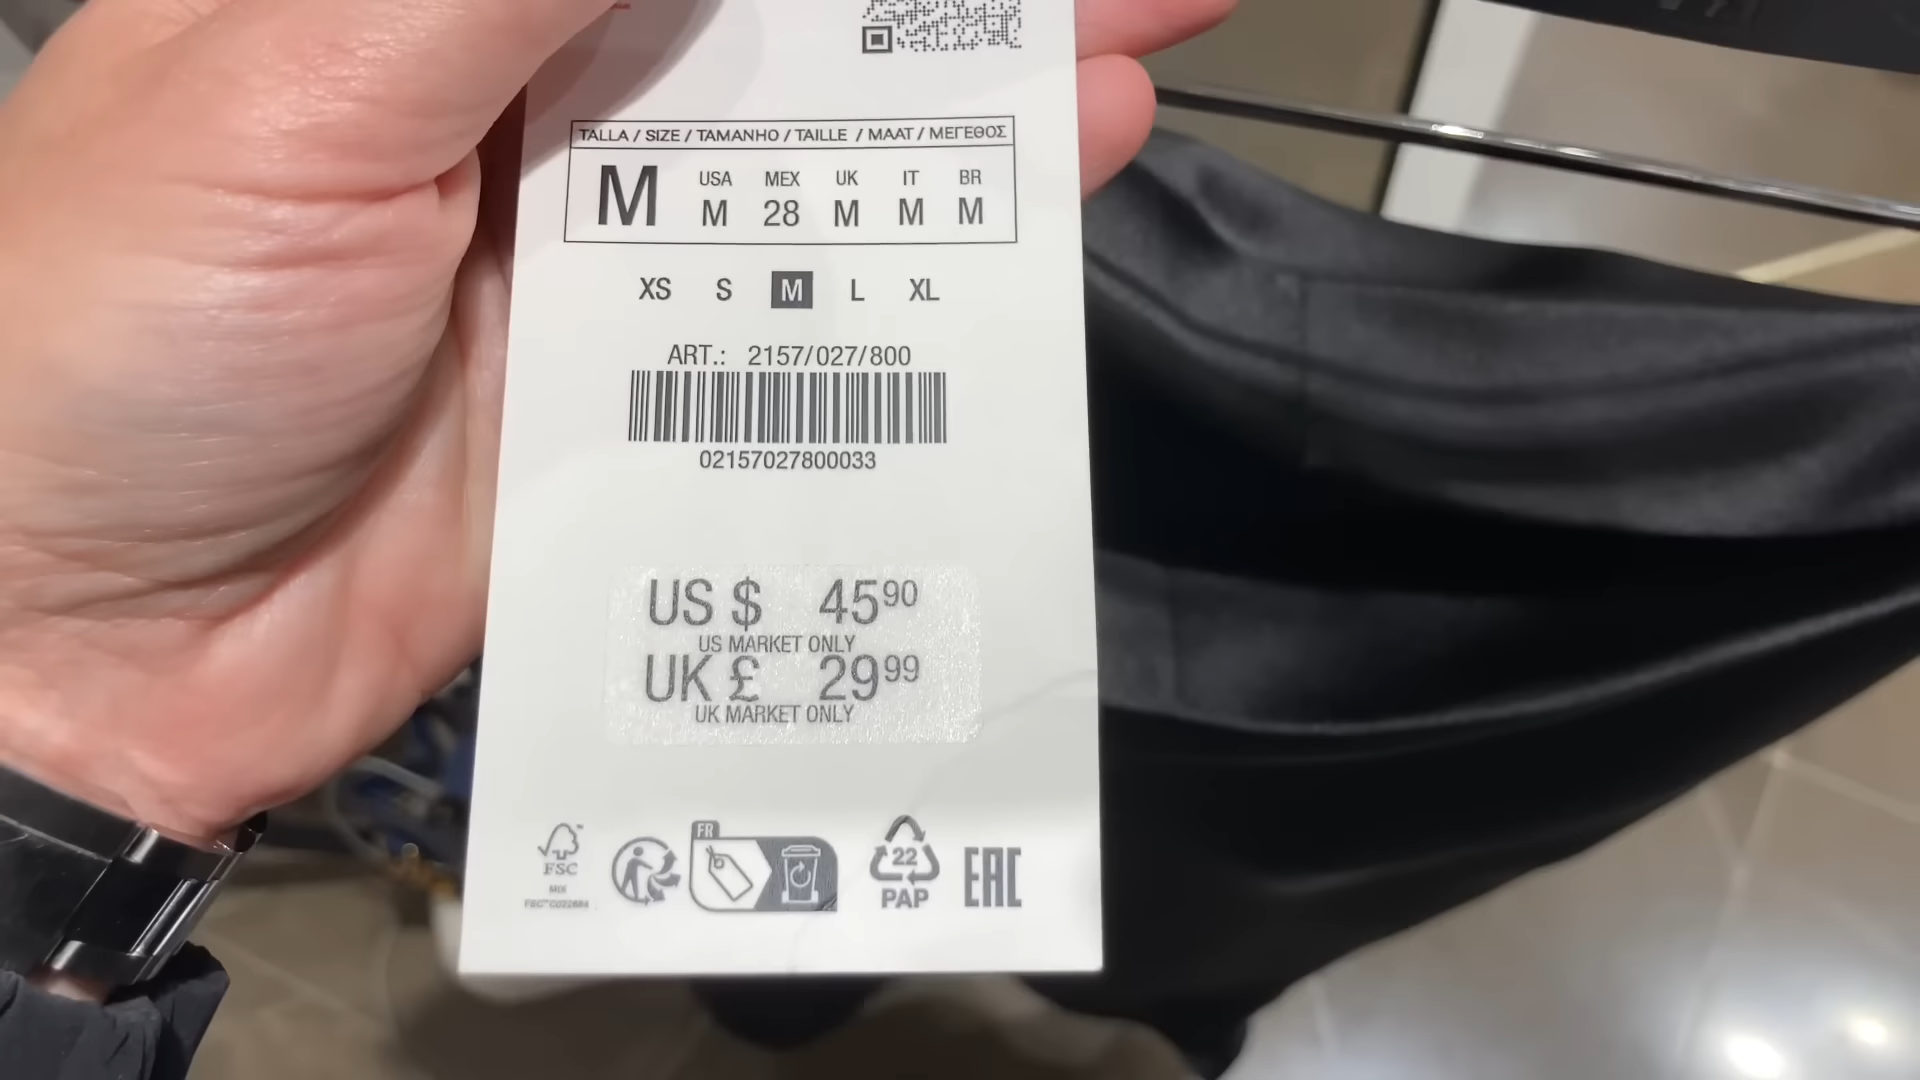 TALLA / SIZE / TAMANHO / TAILLE / MAAT / ΜΕΓΕΘΟΣ
M USA MEX UK IT BR
M 28 M M M
XS S M L XL
ART.: 2157/027/800
02157027800033
US $ 45 90
US MARKET ONLY
UK £ 29 99
UK MARKET ONLY
FR
FSC
MIX
22
PAP
EAC